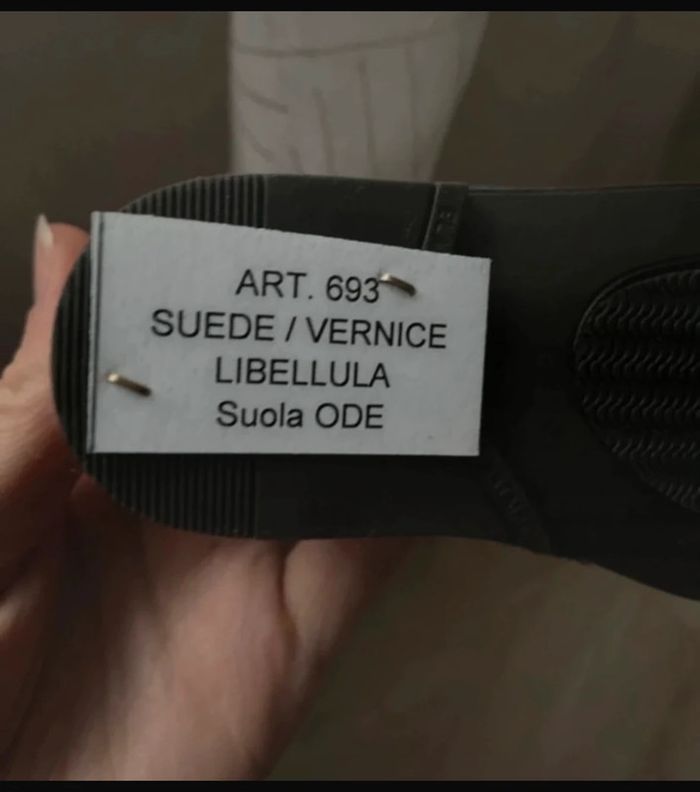 ART. 693
SUEDE / VERNICE
LIBELLULA
Suola ODE